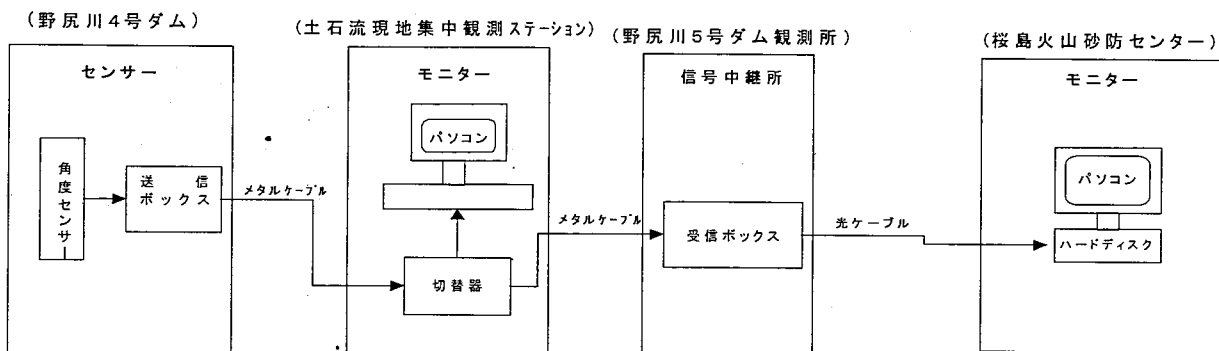 (野尻川4号ダム)
(土石流現地集中観測ステーション)
(野尻川5号ダム観測所)
(桜島火山砂防センター)
センサー
モニター
信号中継所
モニター
角度センサー
送信
ボックス
メタルケーブル
パソコン
切替器
メタルケーブル
受信ボックス
光ケーブル
パソコン
ハードディスク